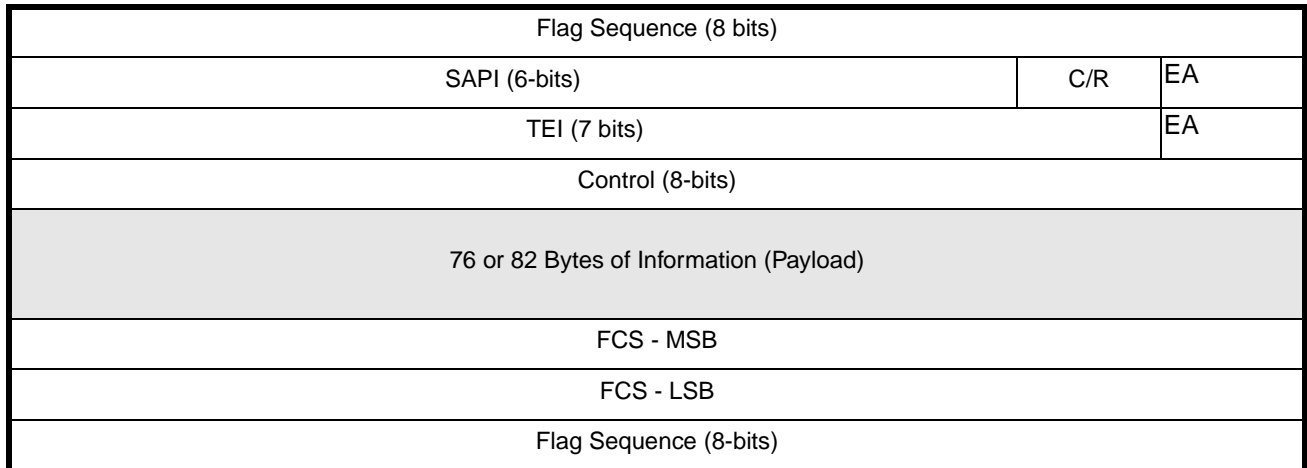 Flag Sequence (8 bits)
SAPI (6-bits) C/R EA
TEI (7 bits) EA
Control (8-bits)
76 or 82 Bytes of Information (Payload)
FCS - MSB
FCS - LSB
Flag Sequence (8-bits)